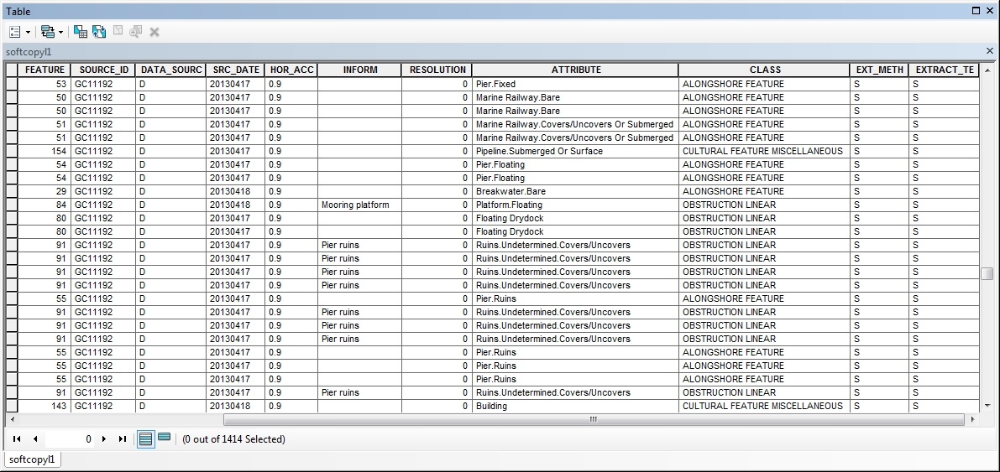 Table
softcopyl1
FEATURE SOURCE_ID DATA_SOURC SRC_DATE HOR_ACC INFORM RESOLUTION ATTRIBUTE CLASS EXT_METH EXTRACT_TE
53 GC11192 D 20130417 0.9 0 Pier.Fixed ALONGSHORE FEATURE S S
50 GC11192 D 20130417 0.9 0 Marine Railway.Bare ALONGSHORE FEATURE S S
50 GC11192 D 20130417 0.9 0 Marine Railway.Bare ALONGSHORE FEATURE S S
51 GC11192 D 20130417 0.9 0 Marine Railway.Covers/Uncovers Or Submerged ALONGSHORE FEATURE S S
51 GC11192 D 20130417 0.9 0 Marine Railway.Covers/Uncovers Or Submerged ALONGSHORE FEATURE S S
154 GC11192 D 20130417 0.9 0 Pipeline.Submerged Or Surface CULTURAL FEATURE MISCELLANEOUS S S
54 GC11192 D 20130417 0.9 0 Pier.Floating ALONGSHORE FEATURE S S
54 GC11192 D 20130417 0.9 0 Pier.Floating ALONGSHORE FEATURE S S
29 GC11192 D 20130418 0.9 0 Breakwater.Bare ALONGSHORE FEATURE S S
84 GC11192 D 20130418 0.9 Mooring platform 0 Platform.Floating OBSTRUCTION LINEAR S S
80 GC11192 D 20130417 0.9 0 Floating Drydock OBSTRUCTION LINEAR S S
80 GC11192 D 20130417 0.9 0 Floating Drydock OBSTRUCTION LINEAR S S
91 GC11192 D 20130417 0.9 Pier ruins 0 Ruins.Undetermined.Covers/Uncovers OBSTRUCTION LINEAR S S
91 GC11192 D 20130417 0.9 Pier ruins 0 Ruins.Undetermined.Covers/Uncovers OBSTRUCTION LINEAR S S
91 GC11192 D 20130417 0.9 Pier ruins 0 Ruins.Undetermined.Covers/Uncovers OBSTRUCTION LINEAR S S
91 GC11192 D 20130417 0.9 Pier ruins 0 Ruins.Undetermined.Covers/Uncovers OBSTRUCTION LINEAR S S
55 GC11192 D 20130417 0.9 0 Pier.Ruins ALONGSHORE FEATURE S S
91 GC11192 D 20130417 0.9 Pier ruins 0 Ruins.Undetermined.Covers/Uncovers OBSTRUCTION LINEAR S S
91 GC11192 D 20130417 0.9 Pier ruins 0 Ruins.Undetermined.Covers/Uncovers OBSTRUCTION LINEAR S S
91 GC11192 D 20130417 0.9 Pier ruins 0 Ruins.Undetermined.Covers/Uncovers OBSTRUCTION LINEAR S S
55 GC11192 D 20130417 0.9 0 Pier.Ruins ALONGSHORE FEATURE S S
55 GC11192 D 20130417 0.9 0 Pier.Ruins ALONGSHORE FEATURE S S
55 GC11192 D 20130417 0.9 0 Pier.Ruins ALONGSHORE FEATURE S S
91 GC11192 D 20130417 0.9 Pier ruins 0 Ruins.Undetermined.Covers/Uncovers OBSTRUCTION LINEAR S S
143 GC11192 D 20130418 0.9 0 Building CULTURAL FEATURE MISCELLANEOUS S S
0 (0 out of 1414 Selected)
softcopyl1